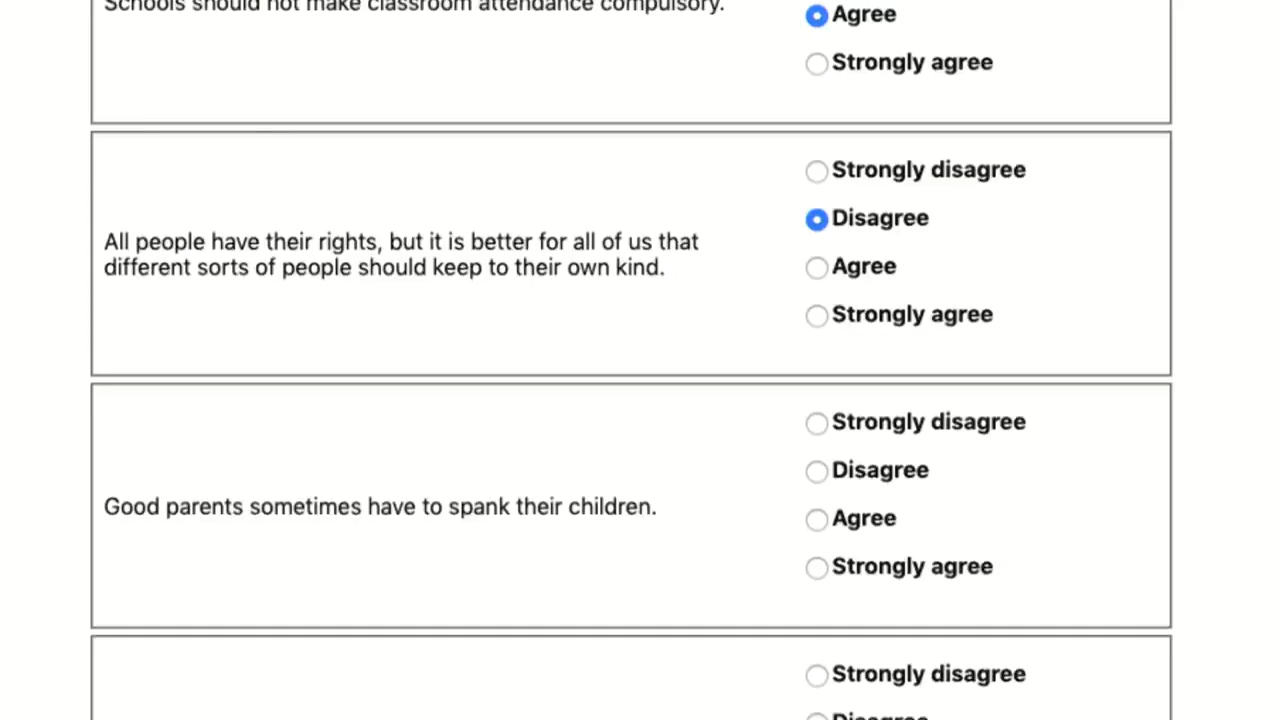 Schools should not make classroom attendance compulsory.
Agree
Strongly agree
Strongly disagree
Disagree
All people have their rights, but it is better for all of us that
different sorts of people should keep to their own kind.
Agree
Strongly agree
Strongly disagree
Disagree
Good parents sometimes have to spank their children.
Agree
Strongly agree
Strongly disagree
Disagree